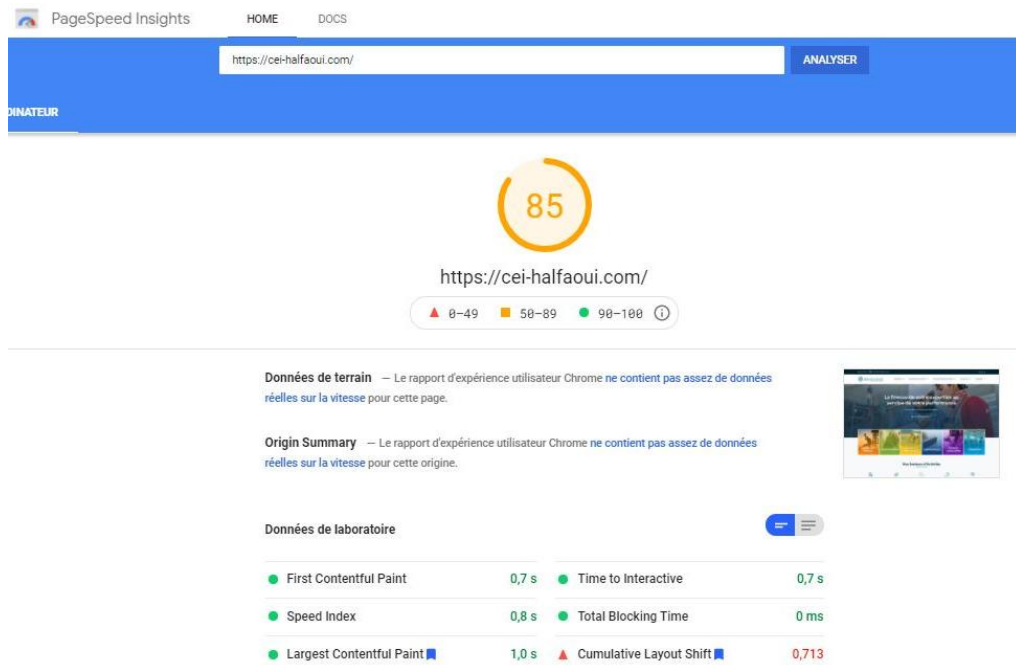 PageSpeed Insights HOME DOCS
https://cei-halfaoui.com/ ANALYSER
DINATEUR
85
https://cei-halfaoui.com/
0–49 50–89 90–100
Données de terrain — Le rapport d'expérience utilisateur Chrome ne contient pas assez de données
réelles sur la vitesse pour cette page.
Origin Summary — Le rapport d'expérience utilisateur Chrome ne contient pas assez de données
réelles sur la vitesse pour cette origine.
Données de laboratoire
First Contentful Paint 0,7 s Time to Interactive 0,7 s
Speed Index 0,8 s Total Blocking Time 0 ms
Largest Contentful Paint 1,0 s Cumulative Layout Shift 0,713